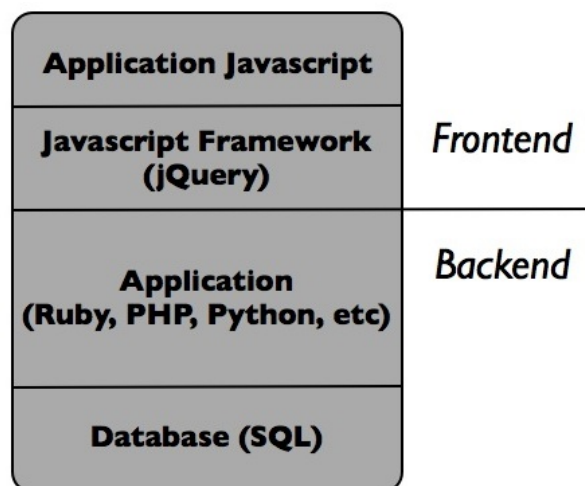 Application Javascript
Javascript Framework
(jQuery)
Frontend
Backend
Application
(Ruby, PHP, Python, etc)
Database (SQL)